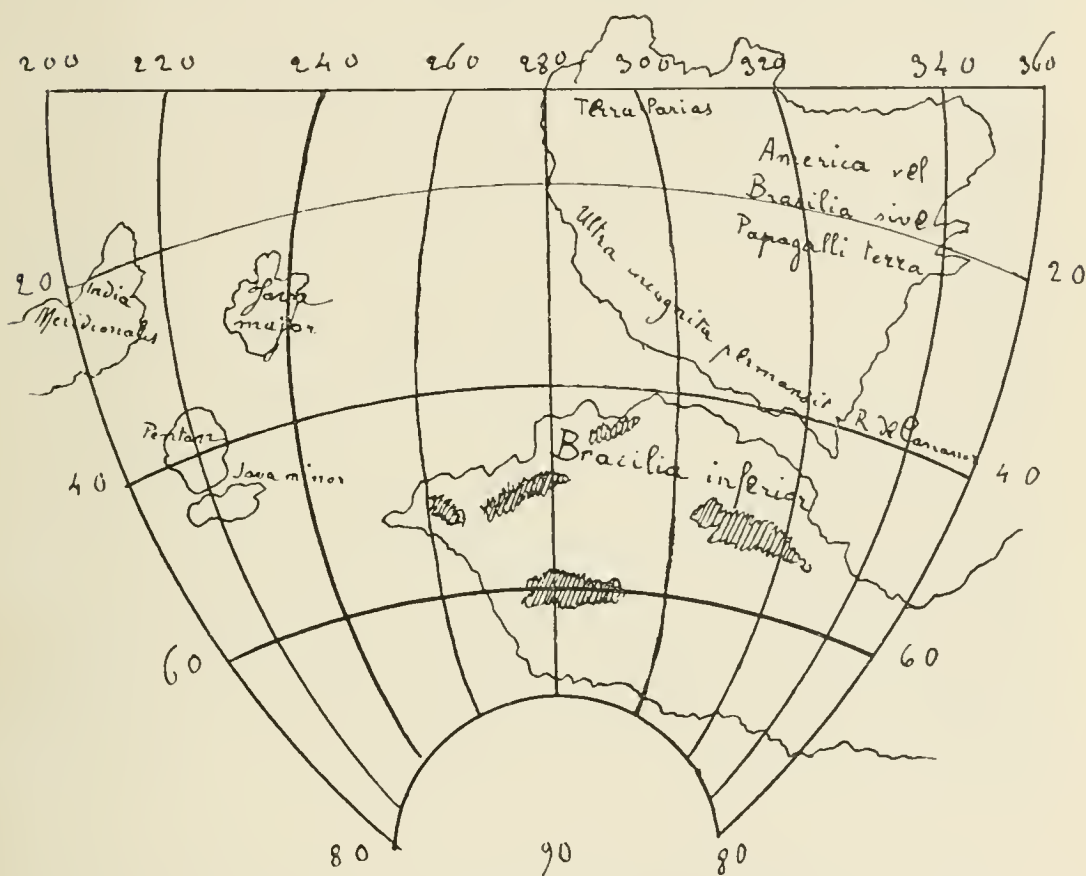 200 220 240 260 280 300 320 340 360
Terra Parias
America vel
Brasilia sive
Papagalli terra
Ultra incognita permansit
20
20
India
Meridionalis
Java
major
R de Cananor
Pentan
Java minor
Brasilia inferior
40
40
60
60
80
90
80